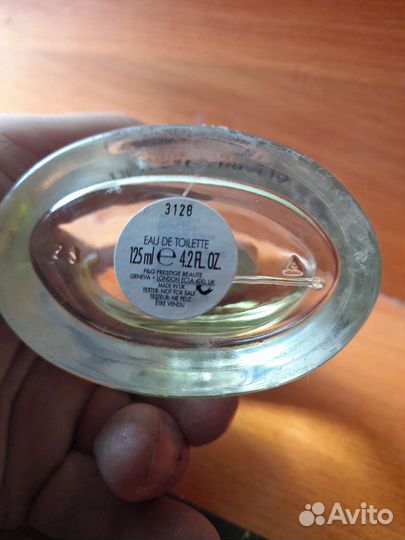 3128
EAU DE TOILETTE
125 ml e 4.2 FL. OZ.
P&G PRESTIGE BEAUTE
GENEVA • LONDON EC1A 4DD, UK
MADE IN UK
TESTER: NOT FOR SALE
TESTEUR: NE PEUT
ÊTRE VENDU
Avito